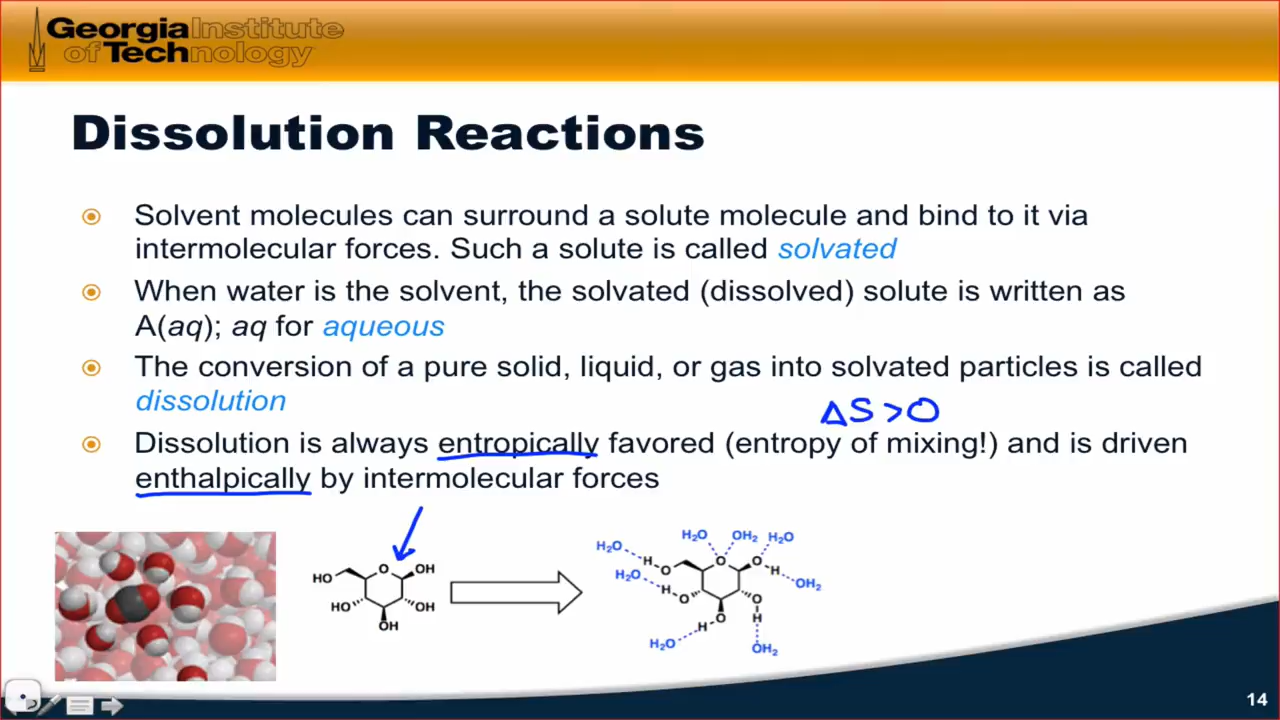 Georgia Institute
of Technology
Dissolution Reactions
Solvent molecules can surround a solute molecule and bind to it via
intermolecular forces. Such a solute is called solvated
When water is the solvent, the solvated (dissolved) solute is written as
A(aq); aq for aqueous
The conversion of a pure solid, liquid, or gas into solvated particles is called
dissolution
ΔS>0
Dissolution is always entropically favored (entropy of mixing!) and is driven
enthalpically by intermolecular forces
O OH
HO
HO OH
OH
H₂O OH₂ H₂O
H₂O H O O
H₂O H O H OH₂
O O
H O H
H₂O OH₂
14